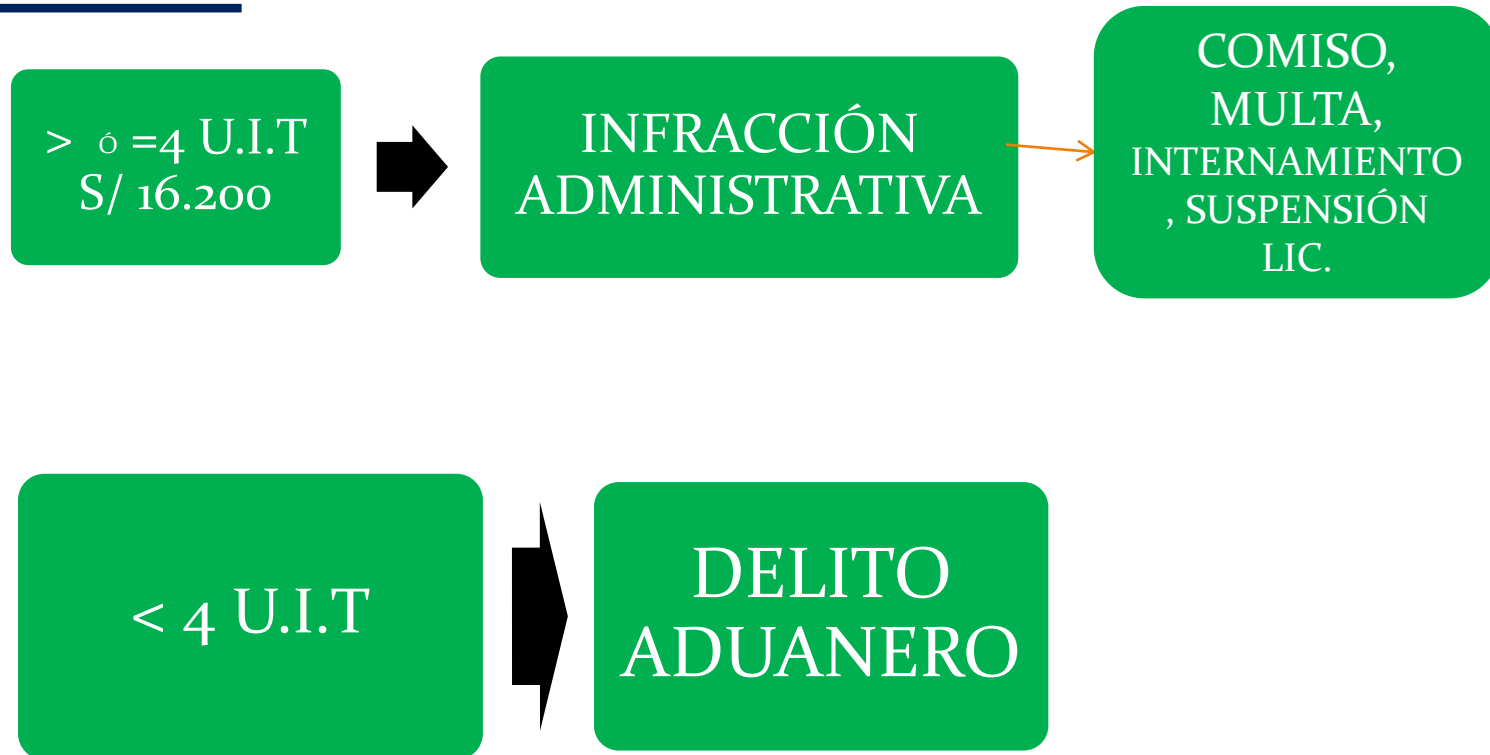 > ó =4 U.I.T
S/ 16.200
INFRACCIÓN
ADMINISTRATIVA
COMISO,
MULTA,
INTERNAMIENTO
, SUSPENSIÓN
LIC.
< 4 U.I.T
DELITO
ADUANERO